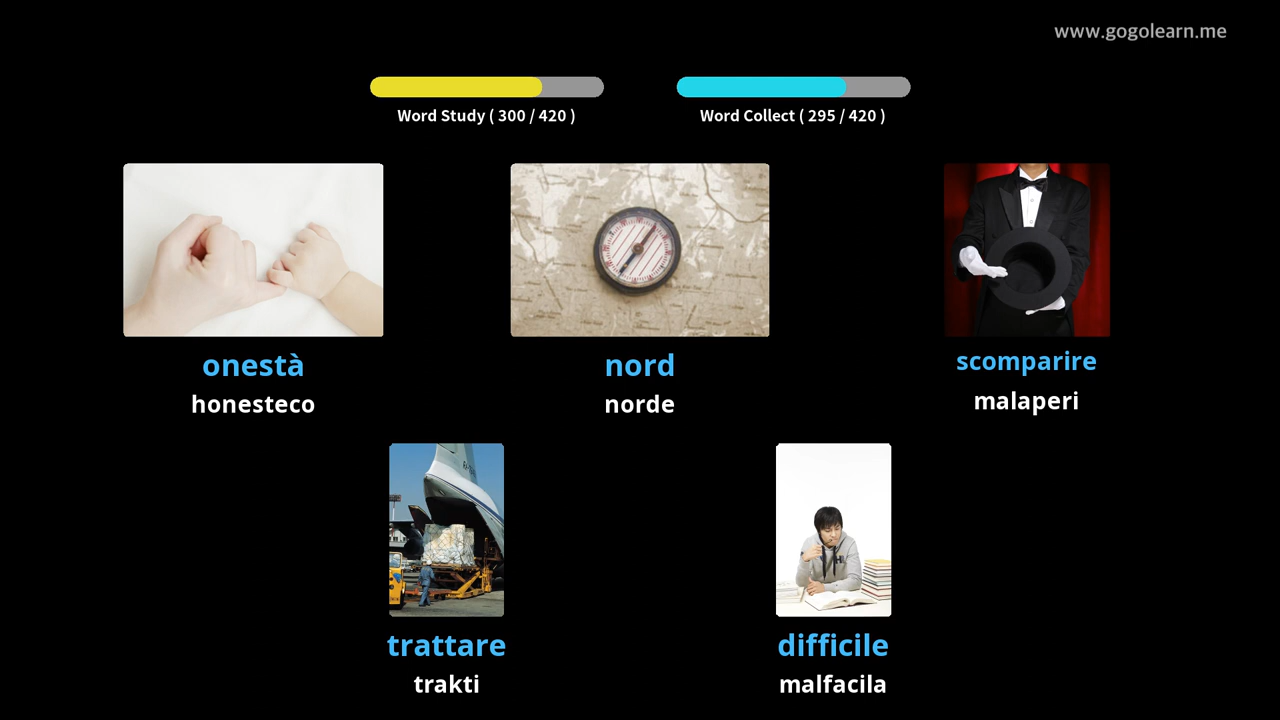 www.gogolearn.me
Word Study ( 300 / 420 )
Word Collect ( 295 / 420 )
onestà
honesteco
nord
norde
scomparire
malaperi
trattare
trakti
difficile
malfacila